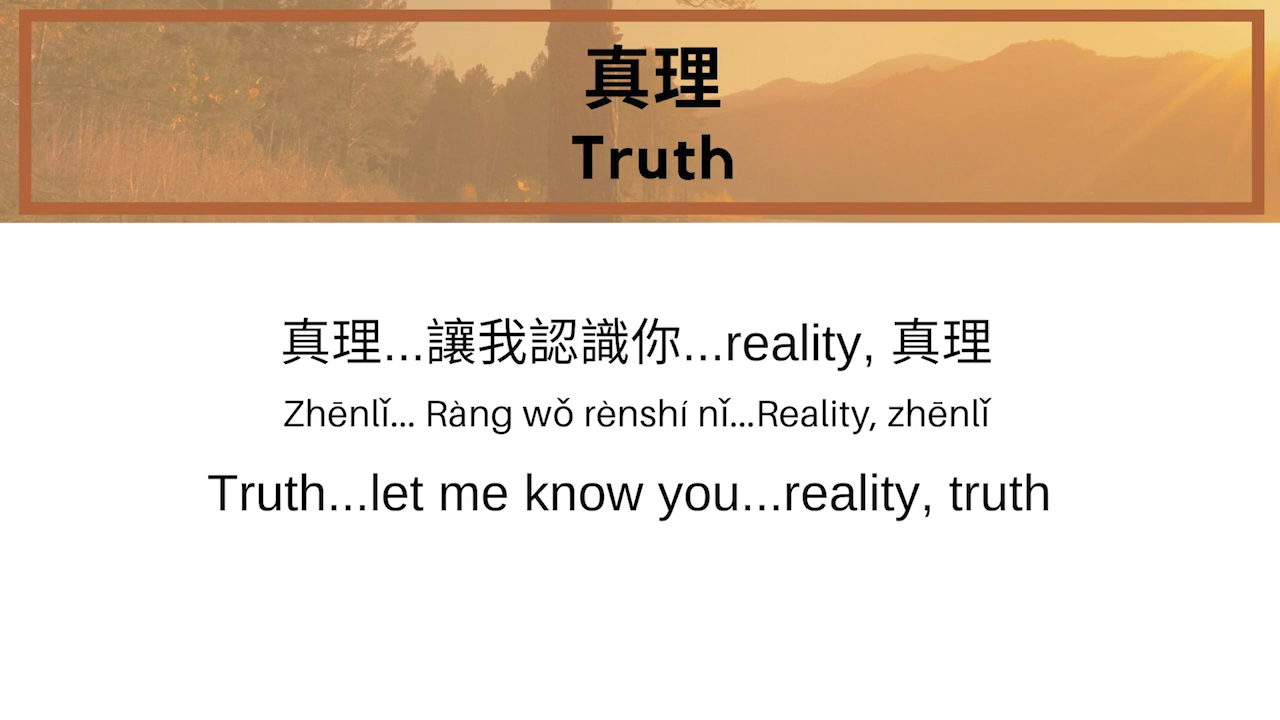 真理
Truth
真理...讓我認識你...reality, 真理
Zhēnlǐ... Ràng wǒ rènshí nǐ...Reality, zhēnlǐ
Truth...let me know you...reality, truth